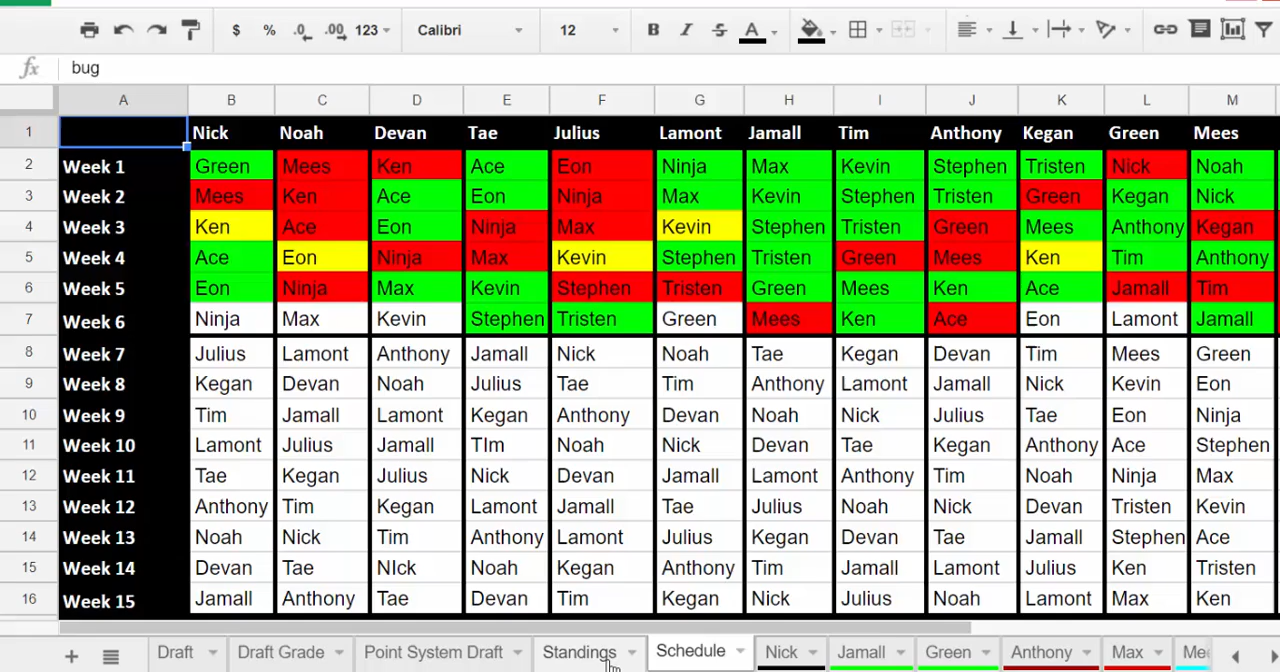 $ % .0 .00 123 Calibri 12 B I S A
fx bug
A B C D E F G H I J K L M
1 Nick Noah Devan Tae Julius Lamont Jamall Tim Anthony Kegan Green Mees
2 Week 1 Green Mees Ken Ace Eon Ninja Max Kevin Stephen Tristen Nick Noah
3 Week 2 Mees Ken Ace Eon Ninja Max Kevin Stephen Tristen Green Kegan Nick
4 Week 3 Ken Ace Eon Ninja Max Kevin Stephen Tristen Green Mees Anthony Kegan
5 Week 4 Ace Eon Ninja Max Kevin Stephen Tristen Green Mees Ken Tim Anthony
6 Week 5 Eon Ninja Max Kevin Stephen Tristen Green Mees Ken Ace Jamall Tim
7 Week 6 Ninja Max Kevin Stephen Tristen Green Mees Ken Ace Eon Lamont Jamall
8 Week 7 Julius Lamont Anthony Jamall Nick Noah Tae Kegan Devan Tim Mees Green
9 Week 8 Kegan Devan Noah Julius Tae Tim Anthony Lamont Jamall Nick Kevin Eon
10 Week 9 Tim Jamall Lamont Kegan Anthony Devan Noah Nick Julius Tae Eon Ninja
11 Week 10 Lamont Julius Jamall TIm Noah Nick Devan Tae Kegan Anthony Ace Stephen
12 Week 11 Tae Kegan Julius Nick Devan Jamall Lamont Anthony Tim Noah Ninja Max
13 Week 12 Anthony Tim Kegan Lamont Jamall Tae Julius Noah Nick Devan Tristen Kevin
14 Week 13 Noah Nick Tim Anthony Lamont Julius Kegan Devan Tae Jamall Stephen Ace
15 Week 14 Devan Tae NIck Noah Kegan Anthony Tim Jamall Lamont Julius Ken Tristen
16 Week 15 Jamall Anthony Tae Devan Tim Kegan Nick Julius Noah Lamont Max Ken
+ Draft Draft Grade Point System Draft Standings Schedule Nick Jamall Green Anthony Max Mee